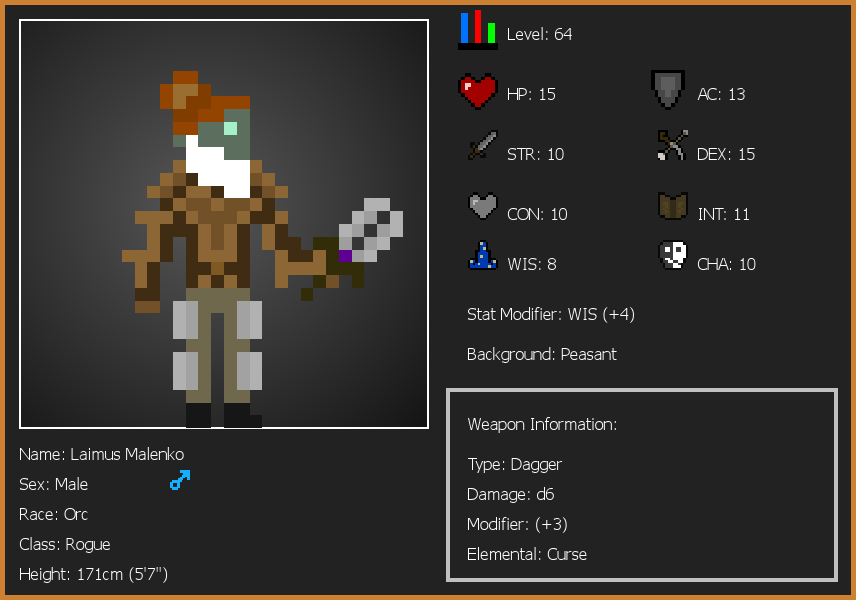 Level: 64
HP: 15
AC: 13
STR: 10
DEX: 15
CON: 10
INT: 11
WIS: 8
CHA: 10
Stat Modifier: WIS (+4)
Background: Peasant
Weapon Information:
Type: Dagger
Damage: d6
Modifier: (+3)
Elemental: Curse
Name: Laimus Malenko
Sex: Male
Race: Orc
Class: Rogue
Height: 171cm (5'7")